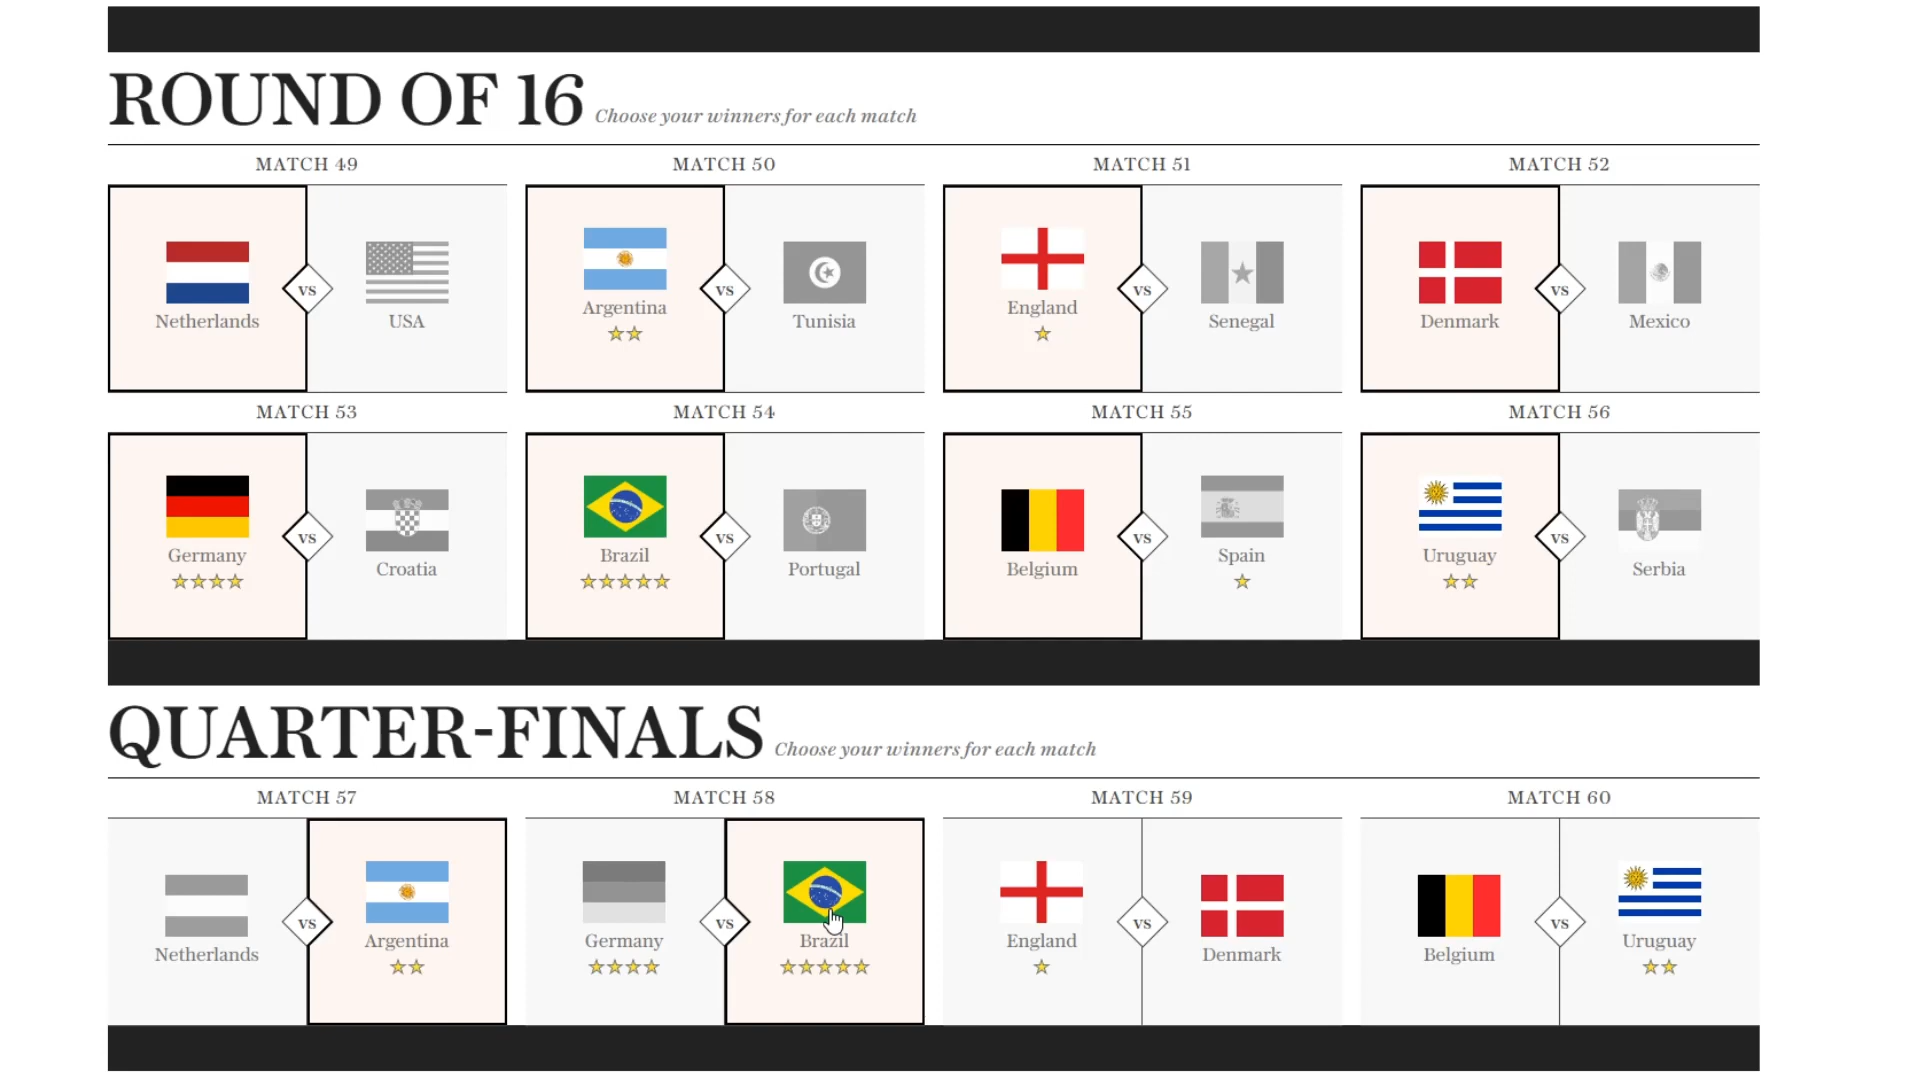 ROUND OF 16 Choose your winners for each match
MATCH 49 MATCH 50 MATCH 51 MATCH 52
VS VS VS VS
Netherlands USA Argentina Tunisia England Senegal Denmark Mexico
MATCH 53 MATCH 54 MATCH 55 MATCH 56
VS VS VS VS
Germany Croatia Brazil Portugal Belgium Spain Uruguay Serbia
QUARTER-FINALS Choose your winners for each match
MATCH 57 MATCH 58 MATCH 59 MATCH 60
VS VS VS VS
Netherlands Argentina Germany Brazil England Denmark Belgium Uruguay